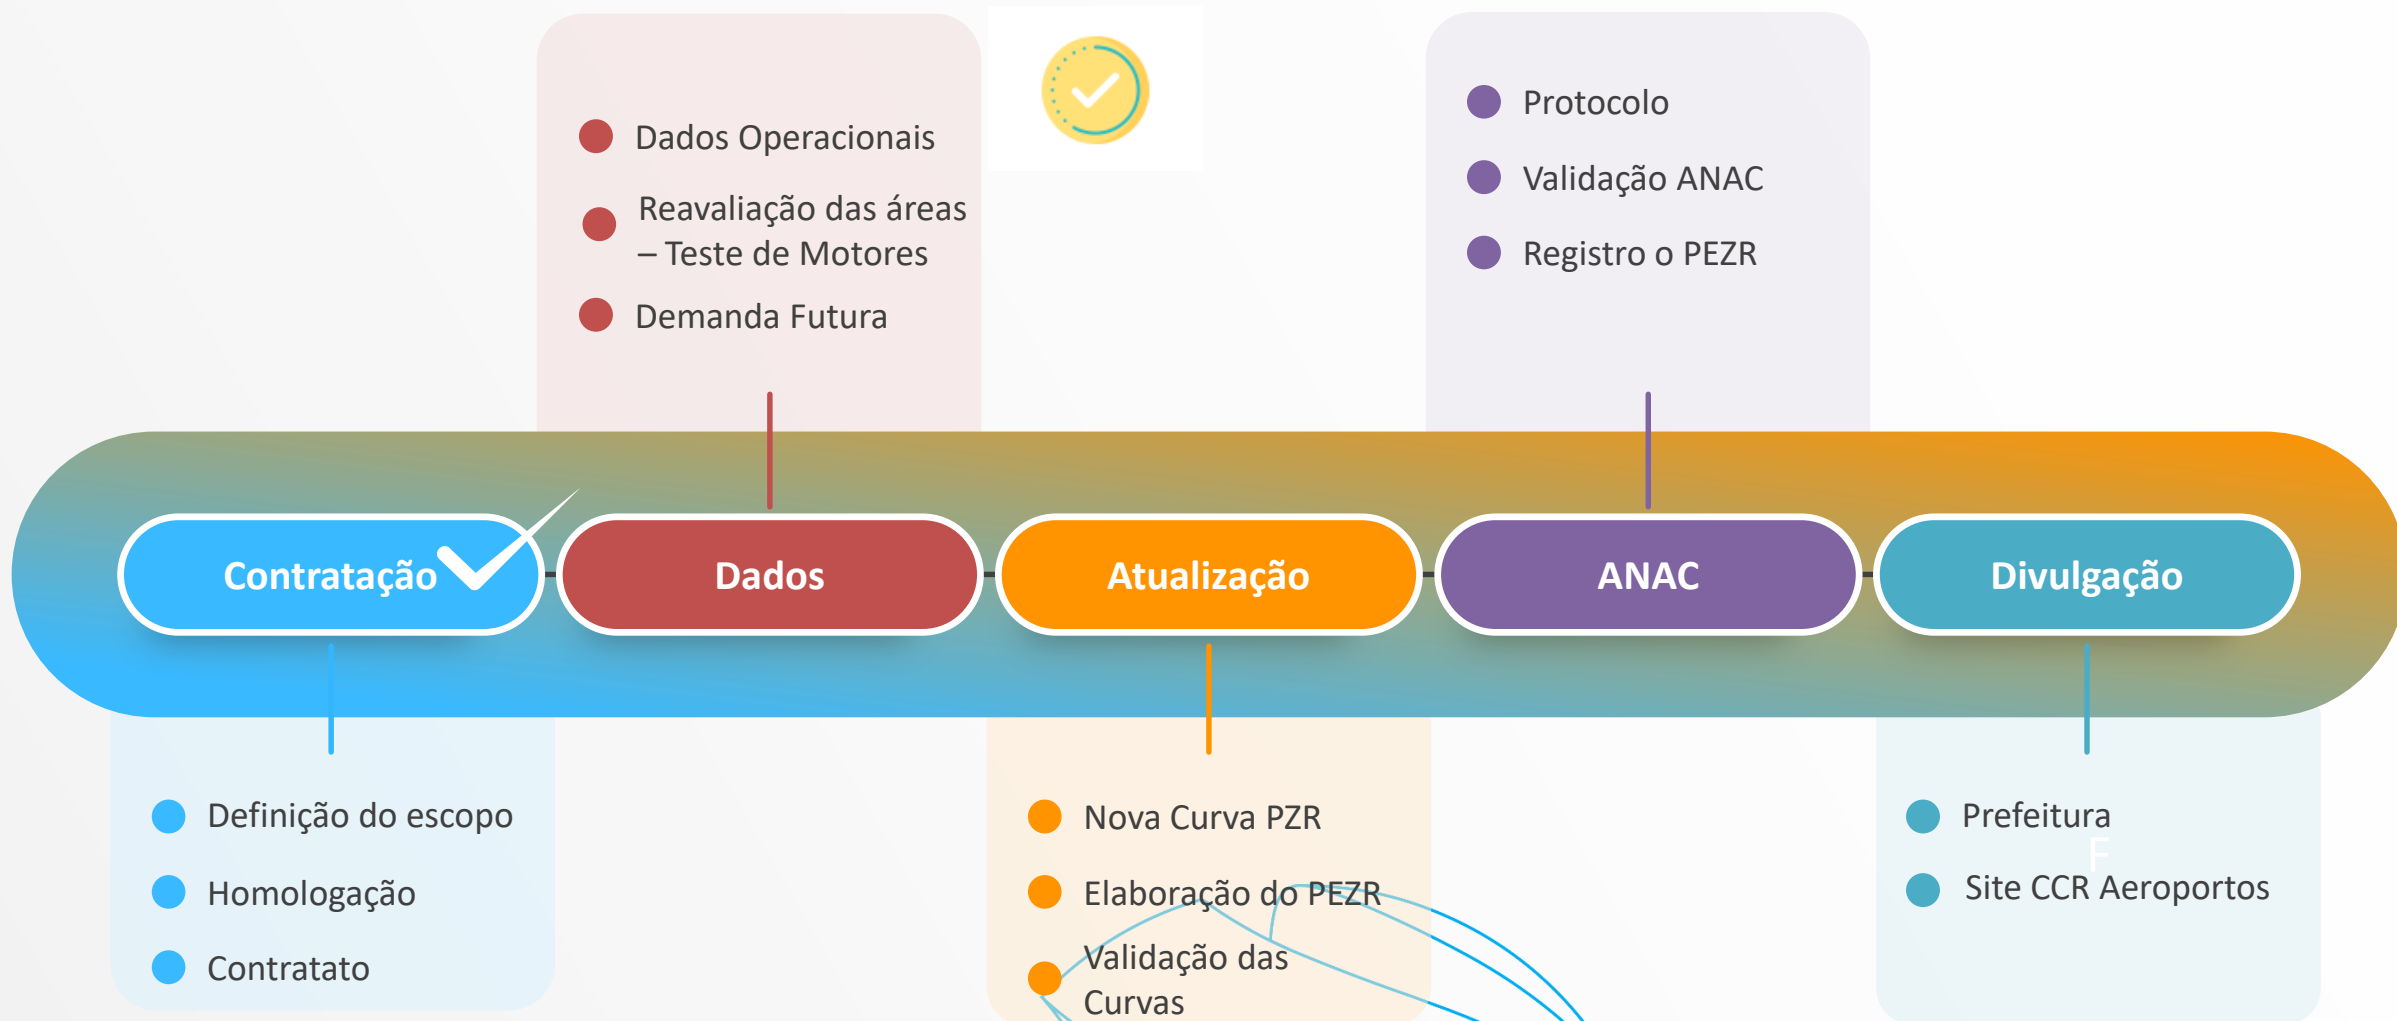 Dados Operacionais
Reavaliação das áreas
– Teste de Motores
Demanda Futura
Protocolo
Validação ANAC
Registro o PEZR
Contratação
Dados
Atualização
ANAC
Divulgação
Definição do escopo
Homologação
Contratato
Nova Curva PZR
Elaboração do PEZR
Validação das
Curvas
Prefeitura
F
Site CCR Aeroportos